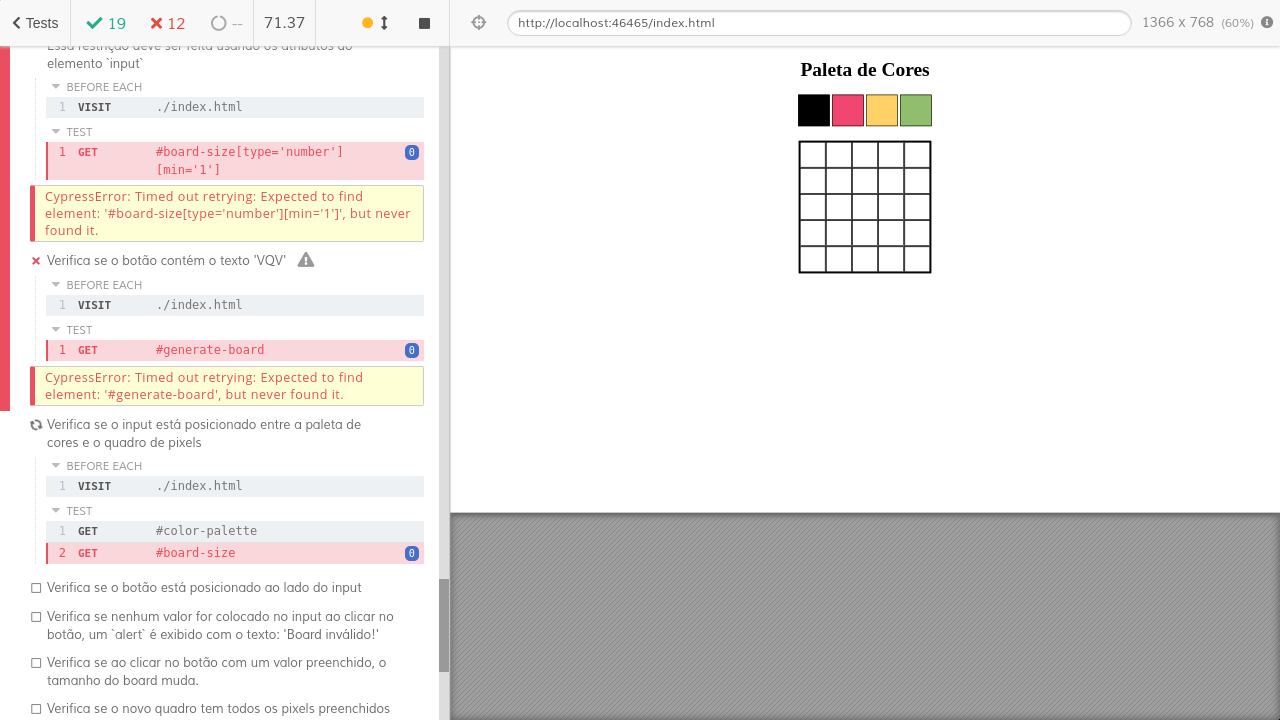 Tests 19 12 -- 71.37 http://localhost:46465/index.html 1366 x 768 (60%)
Essa restrição deve ser feita usando os atributos do
elemento `input`
BEFORE EACH
1 VISIT ./index.html
TEST
1 GET #board-size[type='number'] 0
[min='1']
CypressError: Timed out retrying: Expected to find
element: '#board-size[type='number'][min='1']', but never
found it.
Verifica se o botão contém o texto 'VQV'
BEFORE EACH
1 VISIT ./index.html
TEST
1 GET #generate-board 0
CypressError: Timed out retrying: Expected to find
element: '#generate-board', but never found it.
Verifica se o input está posicionado entre a paleta de
cores e o quadro de pixels
BEFORE EACH
1 VISIT ./index.html
TEST
1 GET #color-palette
2 GET #board-size 0
Verifica se o botão está posicionado ao lado do input
Verifica se nenhum valor for colocado no input ao clicar no
botão, um `alert` é exibido com o texto: 'Board inválido!'
Verifica se ao clicar no botão com um valor preenchido, o
tamanho do board muda.
Verifica se o novo quadro tem todos os pixels preenchidos
Paleta de Cores